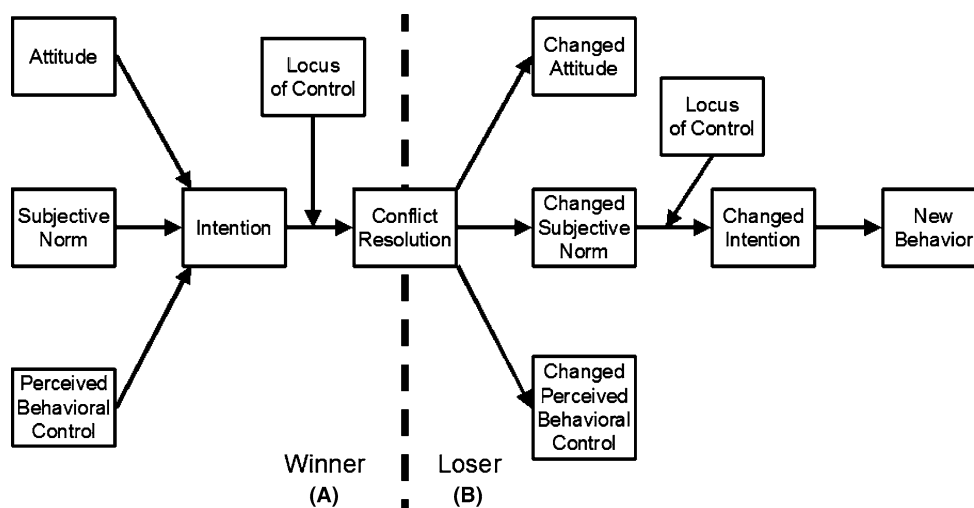 Attitude
Subjective
Norm
Perceived
Behavioral
Control
Intention
Locus
of Control
Conflict
Resolution
Winner
(A)
Loser
(B)
Changed
Attitude
Changed
Subjective
Norm
Changed
Perceived
Behavioral
Control
Locus
of Control
Changed
Intention
New
Behavior